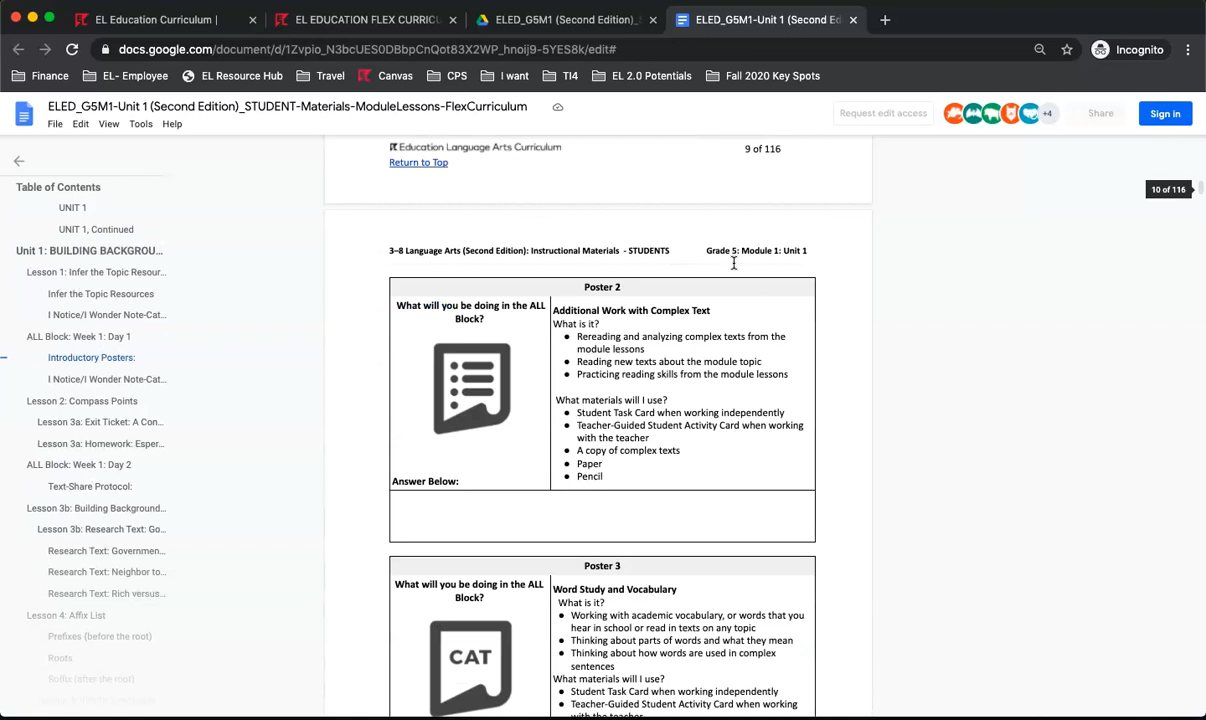 EL Education Curriculum |
EL EDUCATION FLEX CURRICU
ELED_G5M1 (Second Edition)_S
ELED_G5M1-Unit 1 (Second Ed
docs.google.com/document/d/1Zvpio_N3bcUES0DBbpCnQot83X2WP_hnoij9-5YES8k/edit#
Incognito
Finance
EL- Employee
EL Resource Hub
Travel
Canvas
CPS
I want
TI4
EL 2.0 Potentials
Fall 2020 Key Spots
ELED_G5M1-Unit 1 (Second Edition)_STUDENT-Materials-ModuleLessons-FlexCurriculum
File Edit View Tools Help
Request edit access
+4
Share
Sign in
Table of Contents
UNIT 1
UNIT 1, Continued
Unit 1: BUILDING BACKGROU...
Lesson 1: Infer the Topic Resour...
Infer the Topic Resources
I Notice/I Wonder Note-Cat...
ALL Block: Week 1: Day 1
Introductory Posters:
I Notice/I Wonder Note-Cat...
Lesson 2: Compass Points
Lesson 3a: Exit Ticket: A Con...
Lesson 3a: Homework: Esper...
ALL Block: Week 1: Day 2
Text-Share Protocol:
Lesson 3b: Building Background...
Lesson 3b: Research Text: Go...
Research Text: Governmen...
Research Text: Neighbor to...
Research Text: Rich versus...
Lesson 4: Affix List
Prefixes (before the root)
Roots
Suffix (after the root)
Education Language Arts Curriculum
9 of 116
Return to Top
10 of 116
3–8 Language Arts (Second Edition): Instructional Materials - STUDENTS
Grade 5: Module 1: Unit 1
Poster 2
What will you be doing in the ALL
Block?
Answer Below:
Additional Work with Complex Text
What is it?
● Rereading and analyzing complex texts from the
module lessons
● Reading new texts about the module topic
● Practicing reading skills from the module lessons
What materials will I use?
● Student Task Card when working independently
● Teacher-Guided Student Activity Card when working
with the teacher
● A copy of complex texts
● Paper
● Pencil
Poster 3
What will you be doing in the ALL
Block?
CAT
Word Study and Vocabulary
What is it?
● Working with academic vocabulary, or words that you
hear in school or read in texts on any topic
● Thinking about parts of words and what they mean
● Thinking about how words are used in complex
sentences
What materials will I use?
● Student Task Card when working independently
● Teacher-Guided Student Activity Card when working
with the teacher